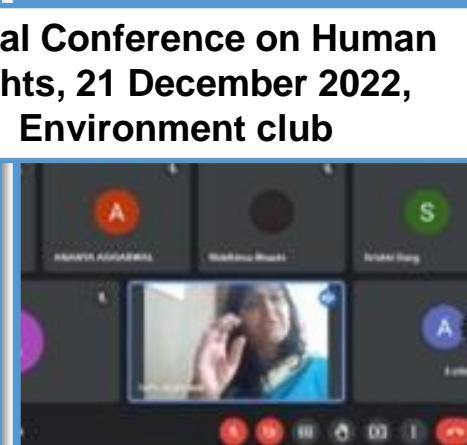 al Conference on Human
hts, 21 December 2022,
Environment club
A
S
ANANYA AGGARWAL
A